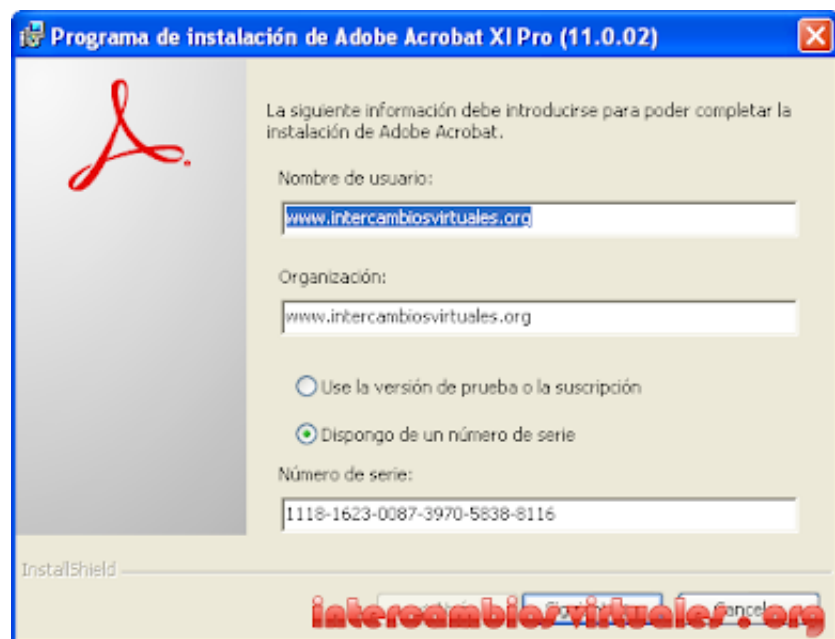 Programa de instalación de Adobe Acrobat XI Pro (11.0.02)
La siguiente información debe introducirse para poder completar la
instalación de Adobe Acrobat.
Nombre de usuario:
www.intercambiosvirtuales.org
Organización:
www.intercambiosvirtuales.org
Use la versión de prueba o la suscripción
Dispongo de un número de serie
Número de serie:
1118-1623-0087-3970-5838-8116
InstallShield
intercambiosvirtuales.org